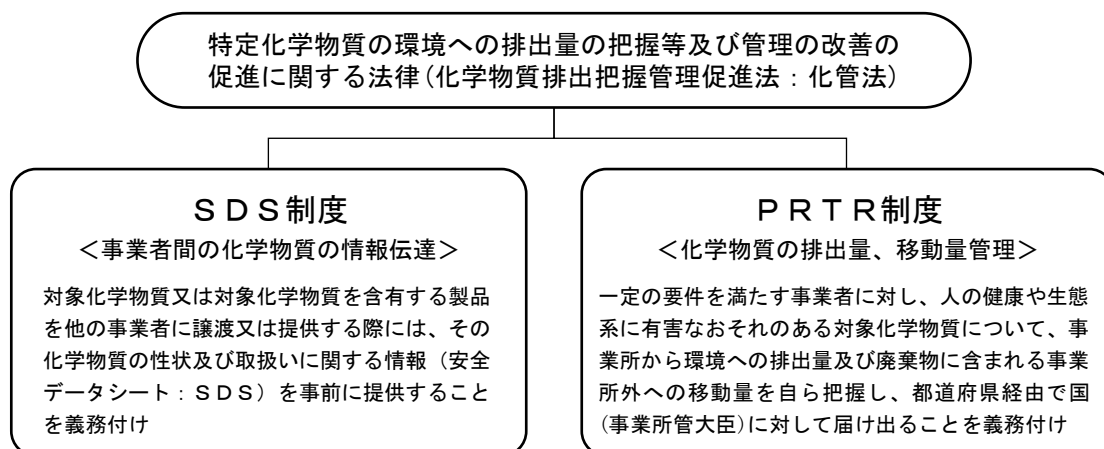 特定化学物質の環境への排出量の把握等及び管理の改善の
促進に関する法律(化学物質排出把握管理促進法：化管法)
ＳＤＳ制度
＜事業者間の化学物質の情報伝達＞
対象化学物質又は対象化学物質を含有する製品
を他の事業者に譲渡又は提供する際には、その
化学物質の性状及び取扱いに関する情報（安全
データシート：ＳＤＳ）を事前に提供すること
を義務付け
ＰＲＴＲ制度
＜化学物質の排出量、移動量管理＞
一定の要件を満たす事業者に対し、人の健康や生態
系に有害なおそれのある対象化学物質について、事
業所から環境への排出量及び廃棄物に含まれる事業
所外への移動量を自ら把握し、都道府県経由で国
(事業所管大臣)に対して届け出ることを義務付け